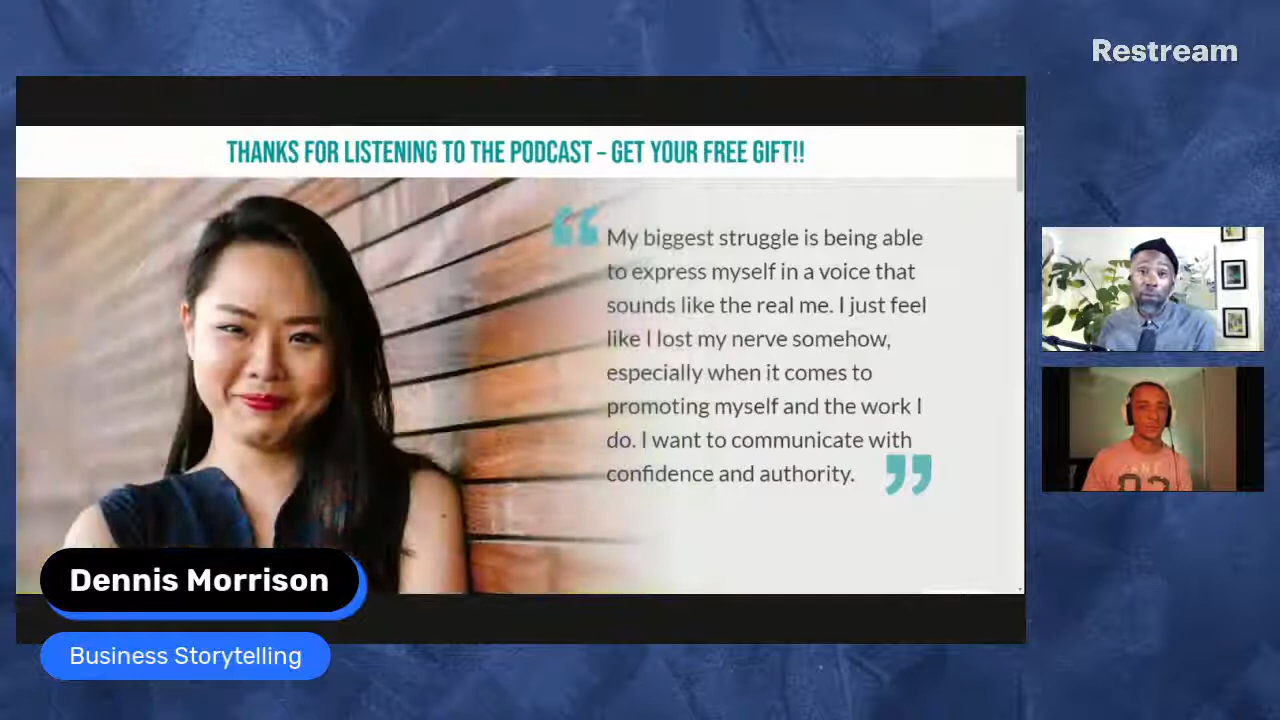 Restream
THANKS FOR LISTENING TO THE PODCAST – GET YOUR FREE GIFT!!
“ My biggest struggle is being able
to express myself in a voice that
sounds like the real me. I just feel
like I lost my nerve somehow,
especially when it comes to
promoting myself and the work I
do. I want to communicate with
confidence and authority. ”
Dennis Morrison
Business Storytelling